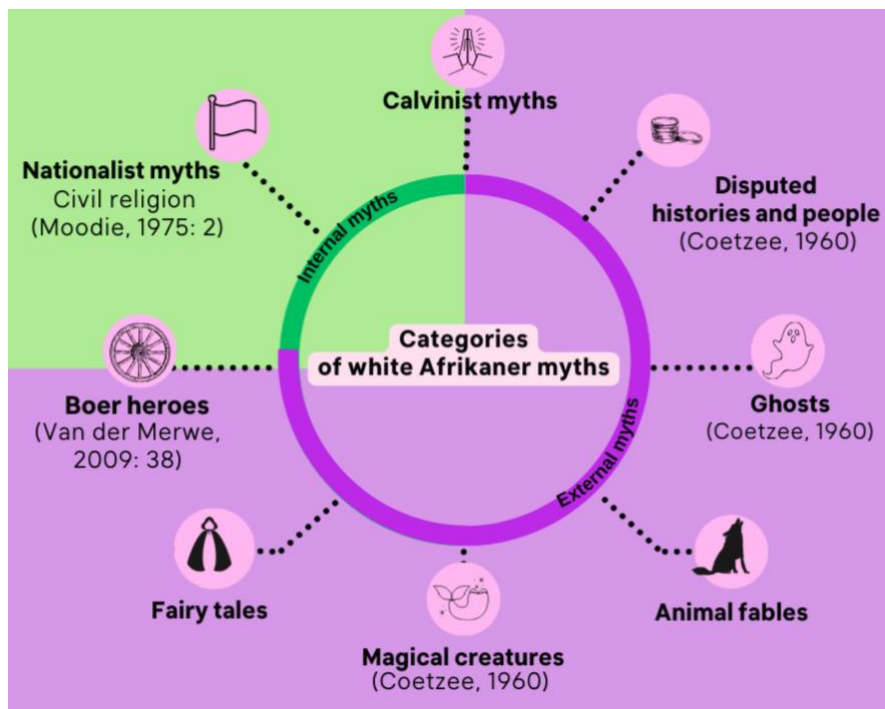 Calvinist myths
Nationalist myths
Civil religion
(Moodie, 1975: 2)
Internal myths
Disputed
histories and people
(Coetzee, 1960)
Categories
of white Afrikaner myths
Boer heroes
(Van der Merwe,
2009: 38)
Ghosts
(Coetzee, 1960)
External myths
Fairy tales
Animal fables
Magical creatures
(Coetzee, 1960)